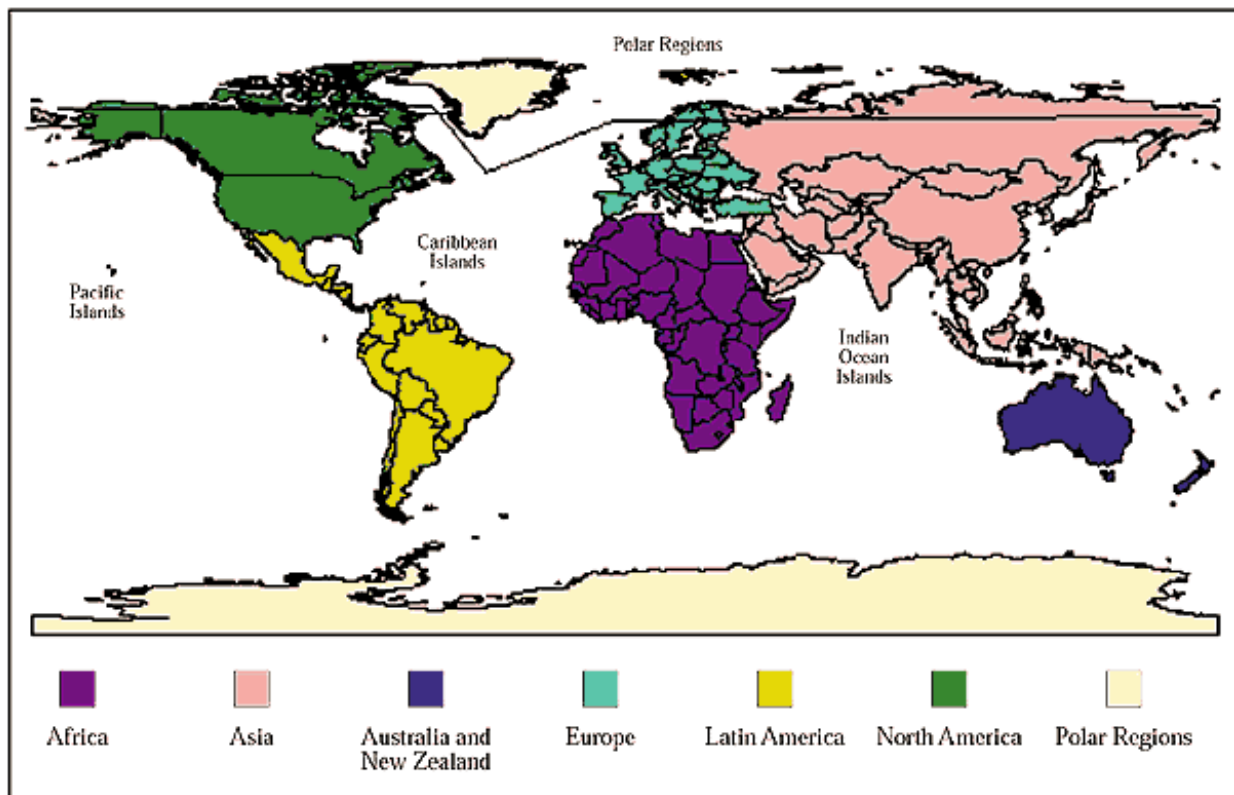 Polar Regions
Caribbean
Islands
Pacific
Islands
Indian
Ocean
Islands
Africa
Asia
Australia and
New Zealand
Europe
Latin America
North America
Polar Regions